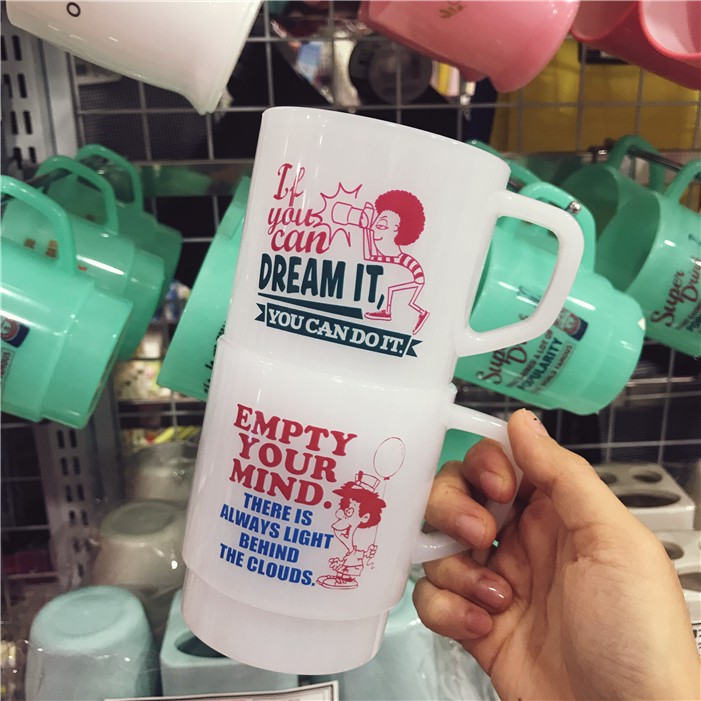 If
you
can
DREAM IT,
YOU CAN DO IT.
EMPTY
YOUR
MIND.
THERE IS
ALWAYS LIGHT
BEHIND
THE CLOUDS.
Super
POPULARITY
Super